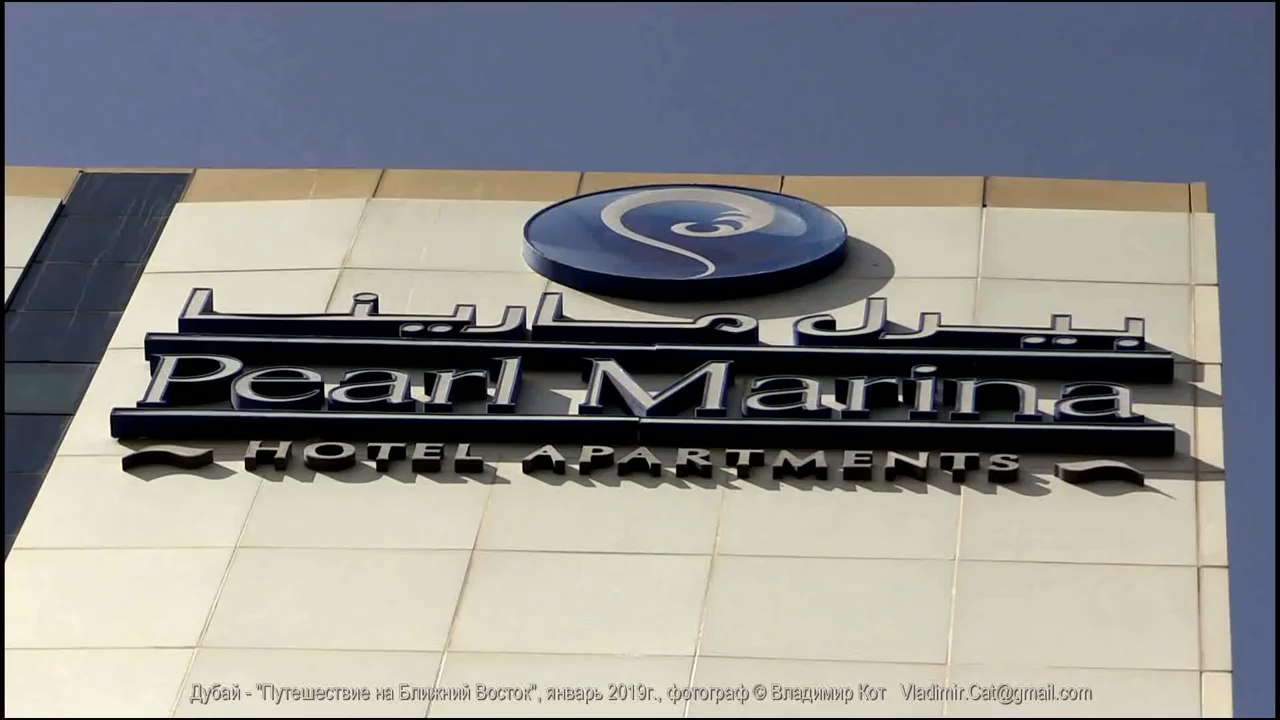 بيرل مارينا
Pearl Marina
HOTEL APARTMENTS
Дубай - "Путешествие на Ближний Восток", январь 2019г., фотограф © Владимир Кот Vladimir.Cat@gmail.com